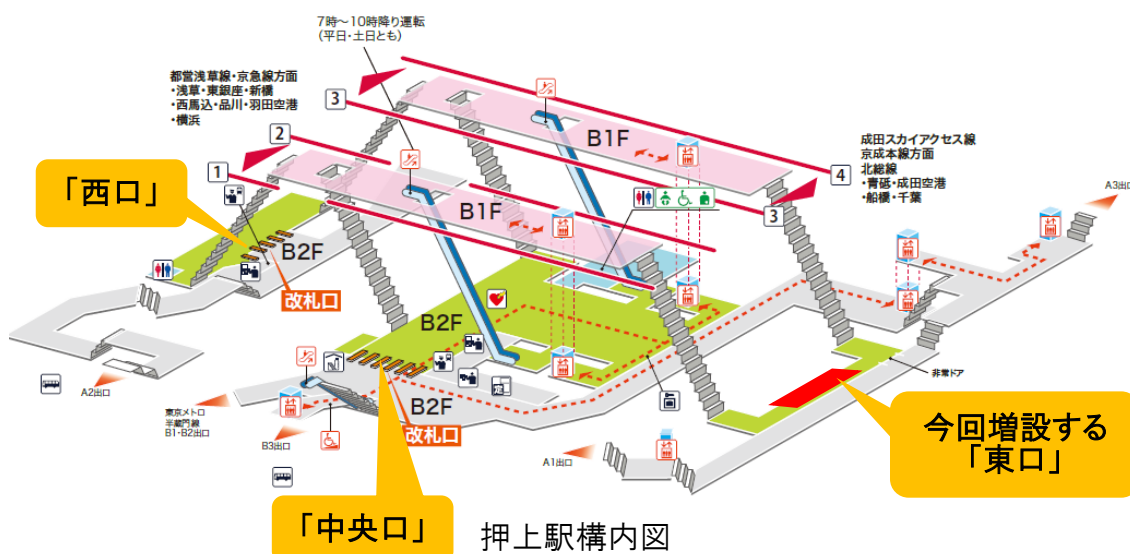 7時～10時降り運転
（平日・土日とも）
都営浅草線・京急線方面
・浅草・東銀座・新橋
・西馬込・品川・羽田空港
・横浜
3
2
1
B1F
4
成田スカイアクセス線
京成本線方面
北総線
・青砥・成田空港
・船橋・千葉
3
A3出口
「西口」
B1F
B2F
改札口
B2F
A2出口
東京メトロ
半蔵門線
B1・B2出口
B3出口
B2F
改札口
A1出口
非常ドア
今回増設する
「東口」
「中央口」
押上駅構内図